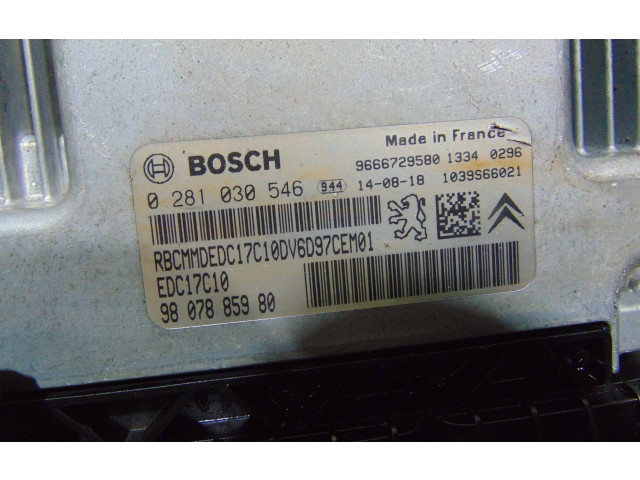 Made in France
BOSCH
9666729580 1334 0296
0 281 030 546 944 14-08-18 1039S66021
RBCMMDEDC17C10DV6D97CEM01
EDC17C10
98 078 859 80